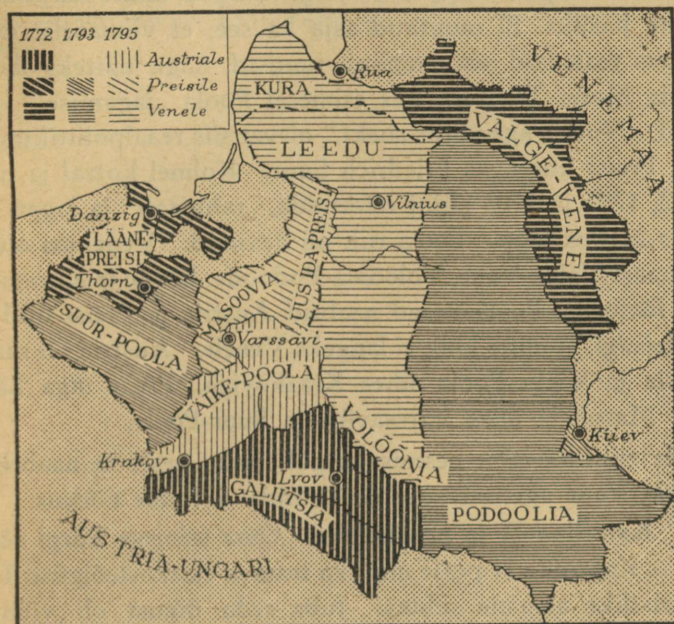 1772 1793 1795
Austriale
Preisile
Venele
VENEMAA
Riia
KURA
VALGE-VENE
LEEDU
Vilnius
Danzig
LÄÄNE-
PREISI
UUS IDA-PREISI
Thorn
MASOOVIA
SUUR-POOLA
Varssavi
VÄIKE-POOLA
VOLÕÕNIA
Kiiev
Krakov
Lvov
GALIITSIA
PODOOLIA
AUSTRIA-UNGARI